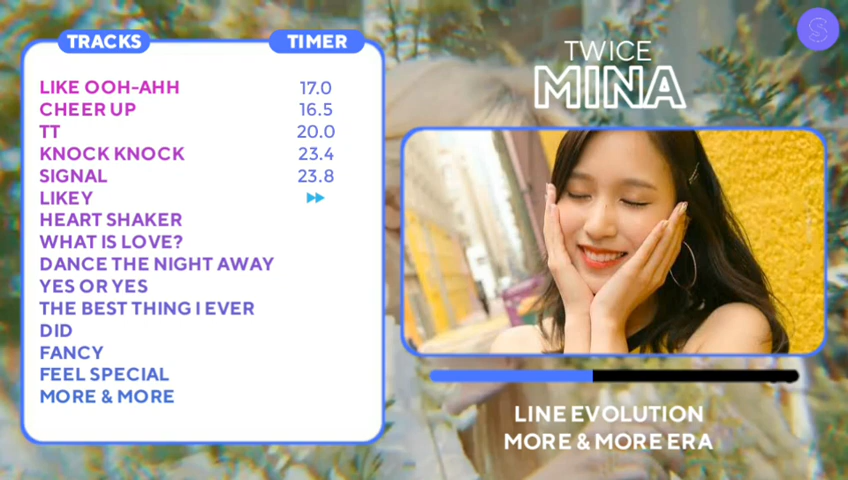 TRACKS TIMER
LIKE OOH-AHH 17.0
CHEER UP 16.5
TT 20.0
KNOCK KNOCK 23.4
SIGNAL 23.8
LIKEY
HEART SHAKER
WHAT IS LOVE?
DANCE THE NIGHT AWAY
YES OR YES
THE BEST THING I EVER
DID
FANCY
FEEL SPECIAL
MORE & MORE
S
TWICE
MINA
LINE EVOLUTION
MORE & MORE ERA